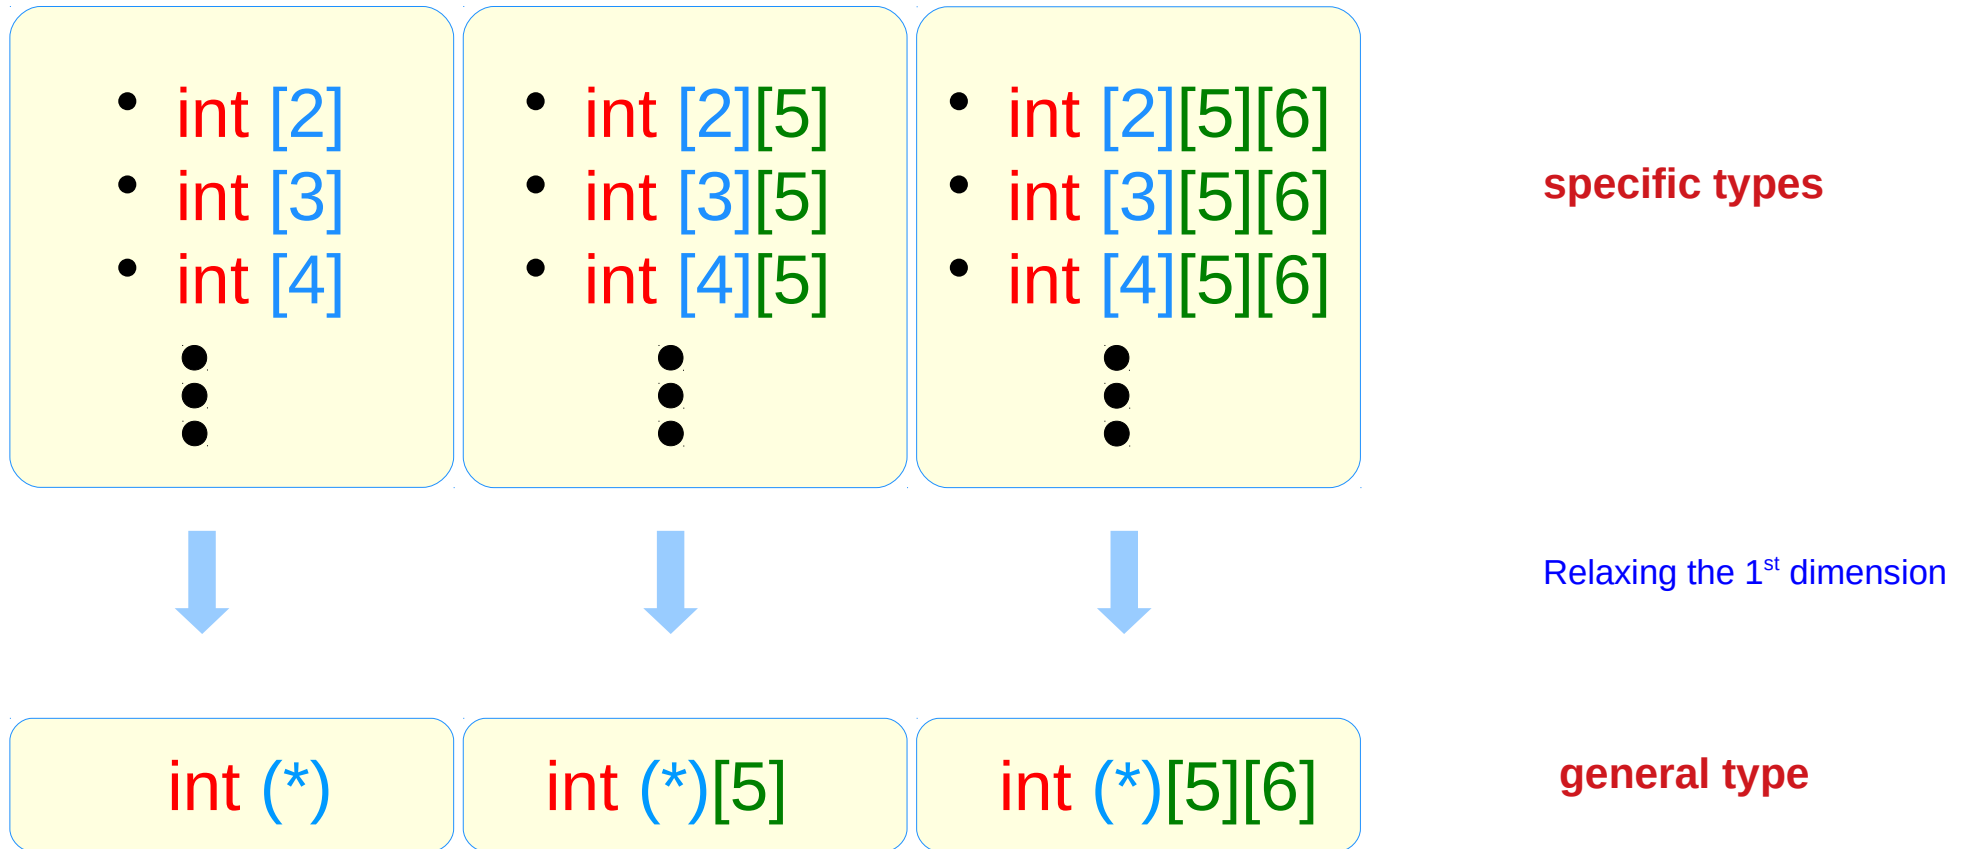 • int [2]
• int [3]
• int [4]
• int [2][5]
• int [3][5]
• int [4][5]
• int [2][5][6]
• int [3][5][6]
• int [4][5][6]
specific types
Relaxing the 1st dimension
int (*)
int (*)[5]
int (*)[5][6]
general type